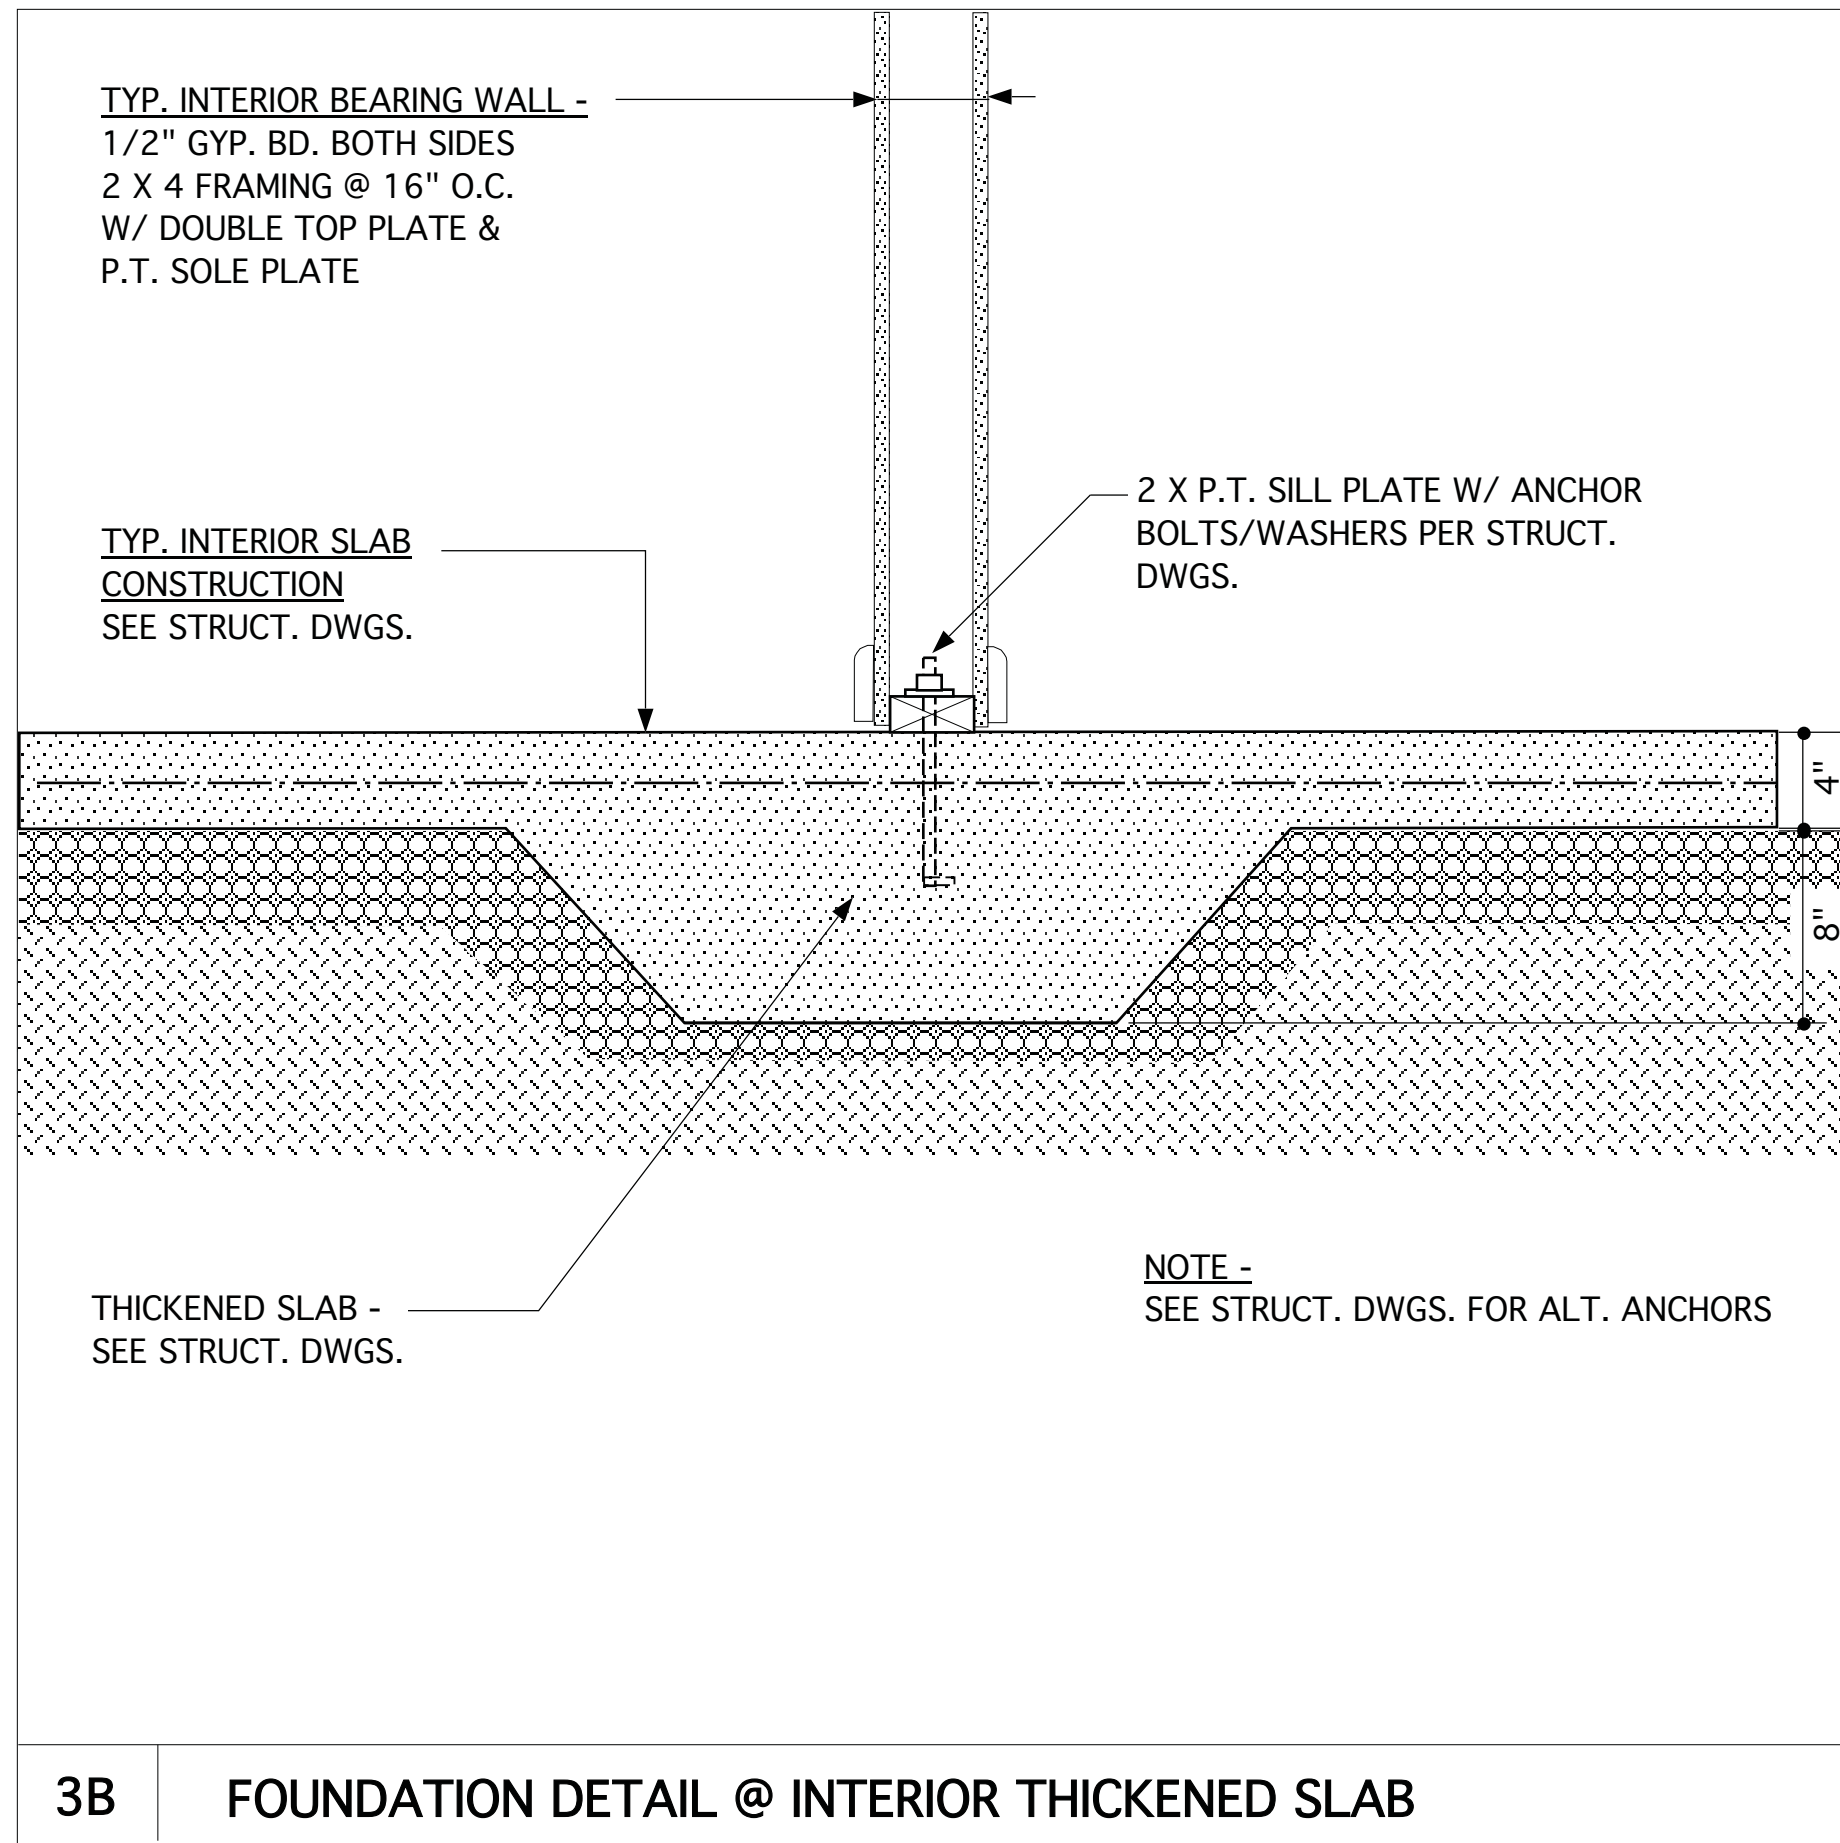 TYP. INTERIOR BEARING WALL -
1/2" GYP. BD. BOTH SIDES
2 X 4 FRAMING @ 16" O.C.
W/ DOUBLE TOP PLATE &
P.T. SOLE PLATE
2 X P.T. SILL PLATE W/ ANCHOR
BOLTS/WASHERS PER STRUCT.
DWGS.
TYP. INTERIOR SLAB
CONSTRUCTION
SEE STRUCT. DWGS.
4"
8"
THICKENED SLAB -
SEE STRUCT. DWGS.
NOTE -
SEE STRUCT. DWGS. FOR ALT. ANCHORS
3B
FOUNDATION DETAIL @ INTERIOR THICKENED SLAB